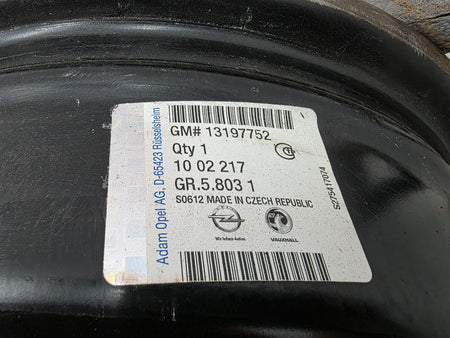 Adam Opel AG, D-65423 Rüsselsheim
GM# 13197752
Qty 1
10 02 217
GR.5.803 1
S0612 MADE IN CZECH REPUBLIC
Wir leben Autos.
VAUXHALL
S275417074